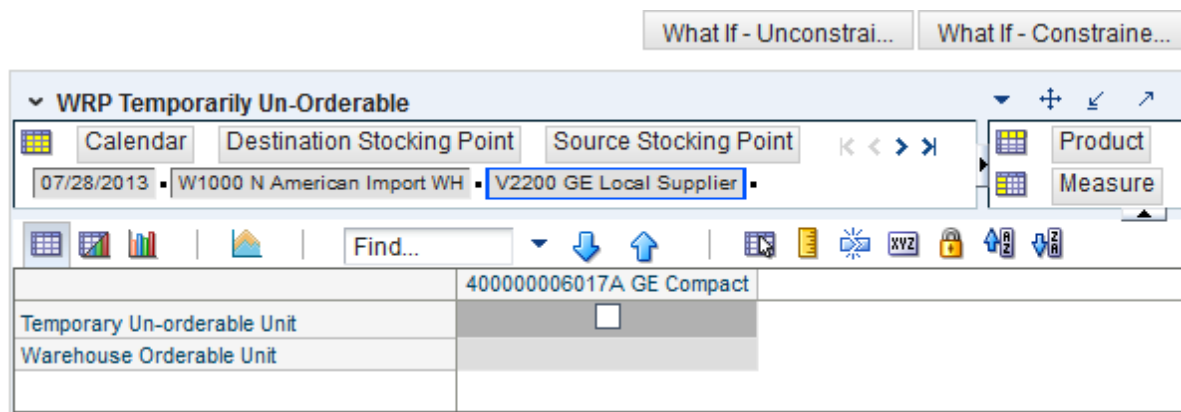 What If - Unconstrai... What If - Constraine...
WRP Temporarily Un-Orderable
Calendar Destination Stocking Point Source Stocking Point Product
07/28/2013 W1000 N American Import WH V2200 GE Local Supplier Measure
Find... XYZ A Z Z A
400000006017A GE Compact
Temporary Un-orderable Unit
Warehouse Orderable Unit